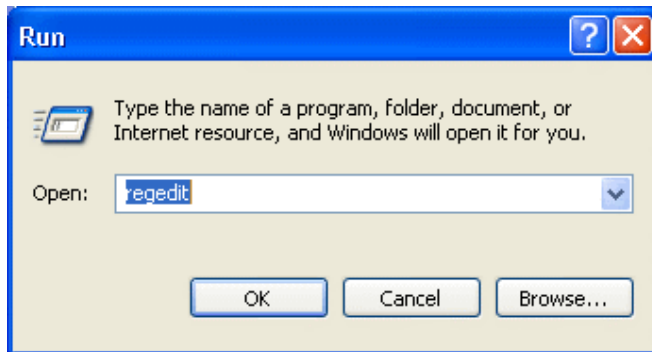 Run
Type the name of a program, folder, document, or
Internet resource, and Windows will open it for you.
Open: regedit
OK Cancel Browse...